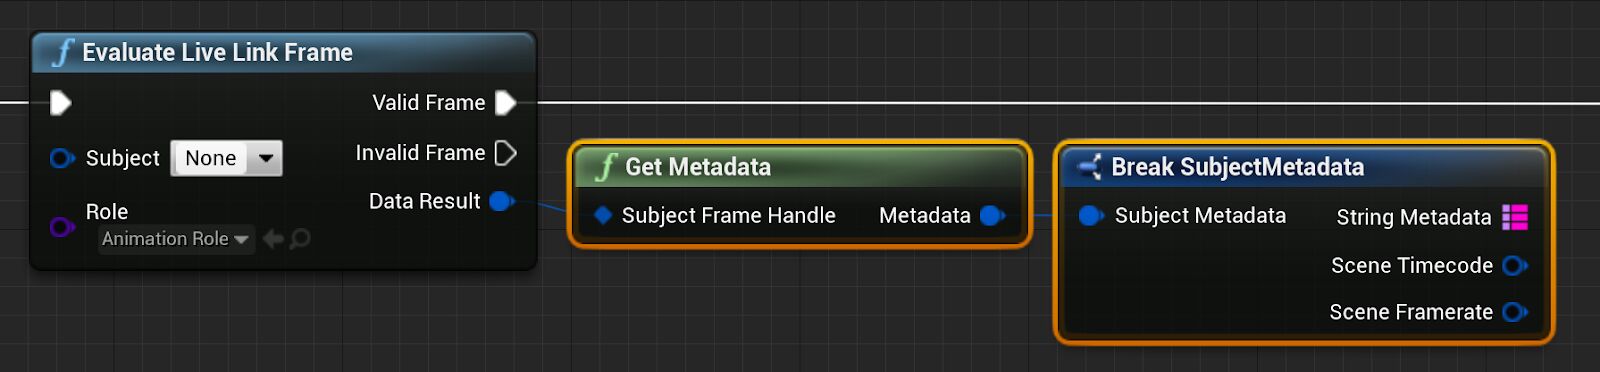 Evaluate Live Link Frame
Valid Frame
Subject None
Invalid Frame
Data Result
Role
Animation Role
Get Metadata
Subject Frame Handle Metadata
Break SubjectMetadata
Subject Metadata String Metadata
Scene Timecode
Scene Framerate